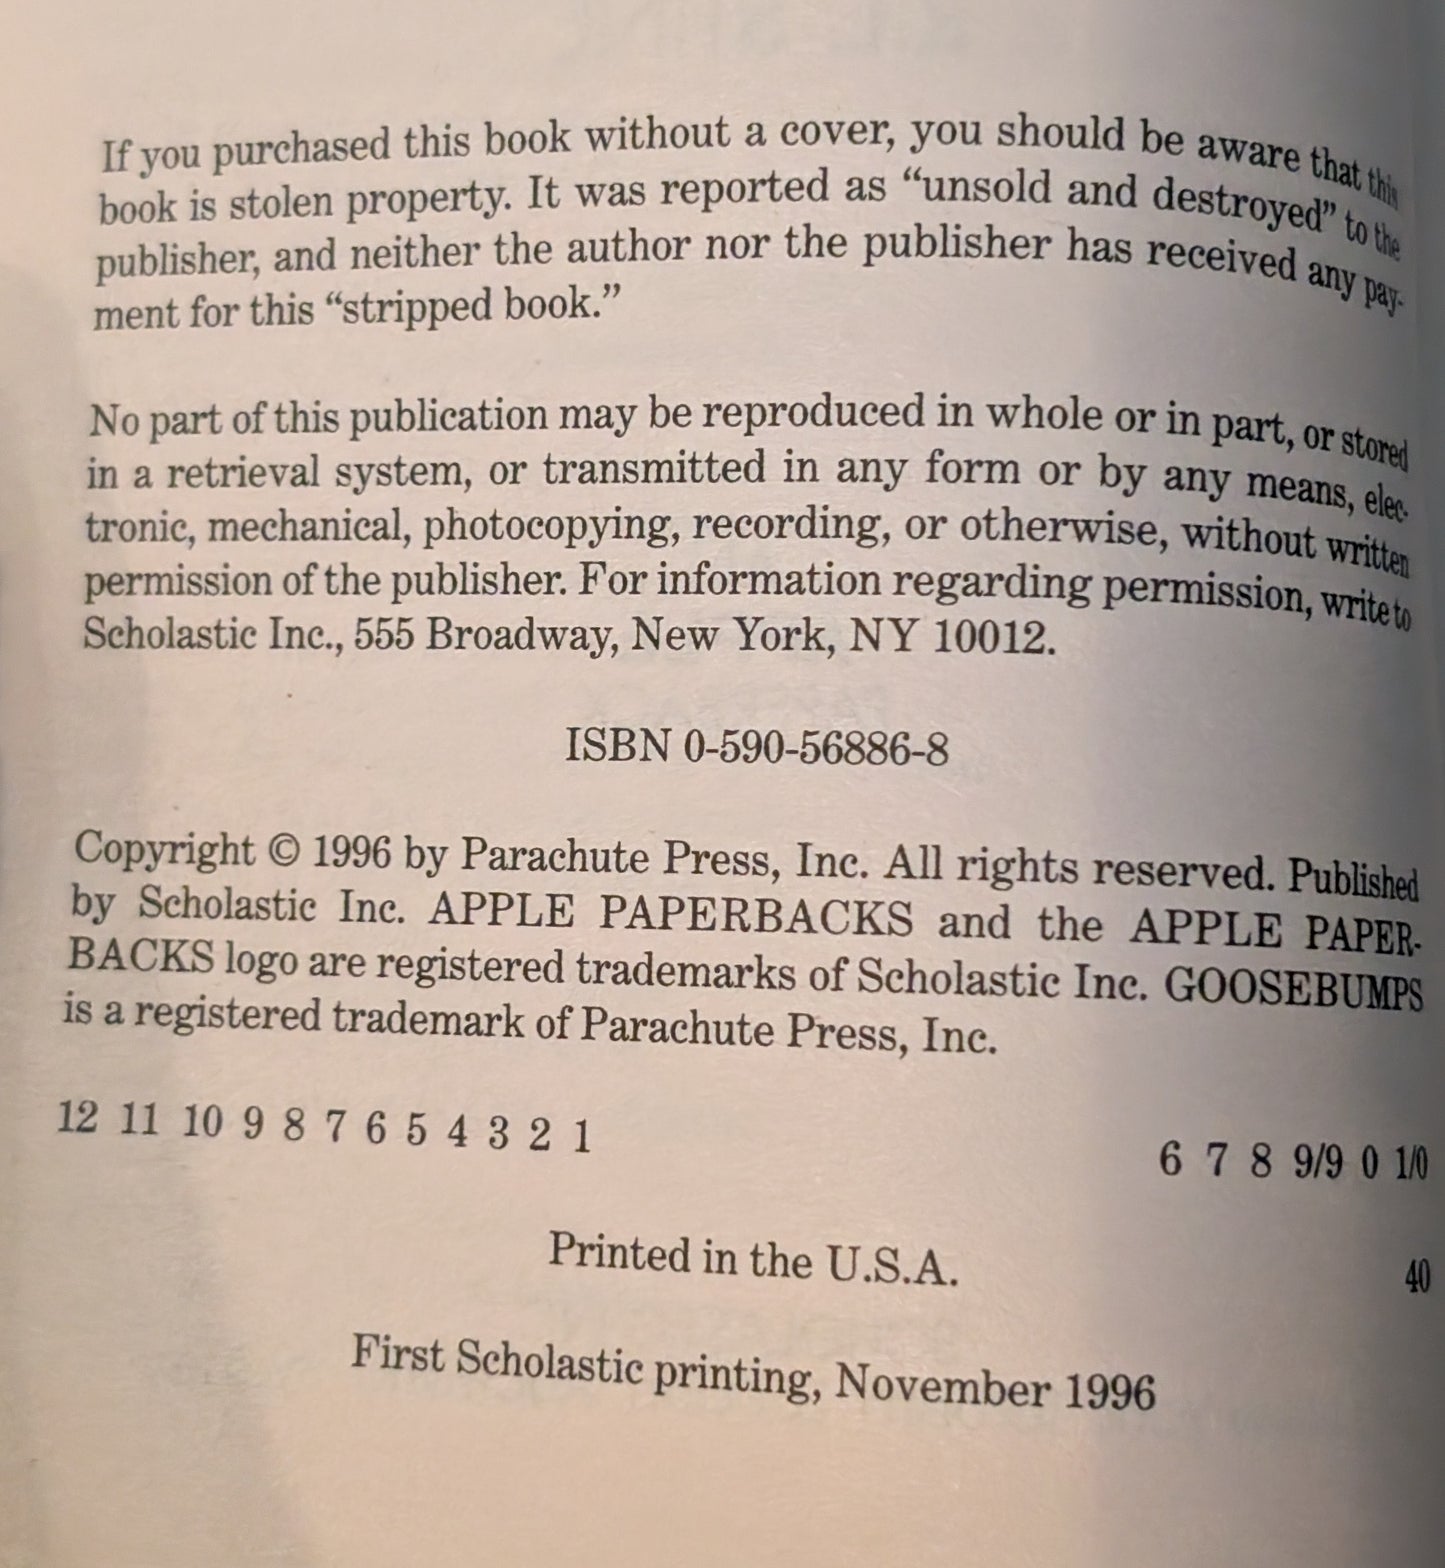 If you purchased this book without a cover, you should be aware that this
book is stolen property. It was reported as “unsold and destroyed” to the
publisher, and neither the author nor the publisher has received any pay-
ment for this “stripped book.”
No part of this publication may be reproduced in whole or in part, or stored
in a retrieval system, or transmitted in any form or by any means, elec-
tronic, mechanical, photocopying, recording, or otherwise, without written
permission of the publisher. For information regarding permission, write to
Scholastic Inc., 555 Broadway, New York, NY 10012.
ISBN 0-590-56886-8
Copyright © 1996 by Parachute Press, Inc. All rights reserved. Published
by Scholastic Inc. APPLE PAPERBACKS and the APPLE PAPER-
BACKS logo are registered trademarks of Scholastic Inc. GOOSEBUMPS
is a registered trademark of Parachute Press, Inc.
12 11 10 9 8 7 6 5 4 3 2 1 6 7 8 9/9 0 1/0
Printed in the U.S.A. 40
First Scholastic printing, November 1996